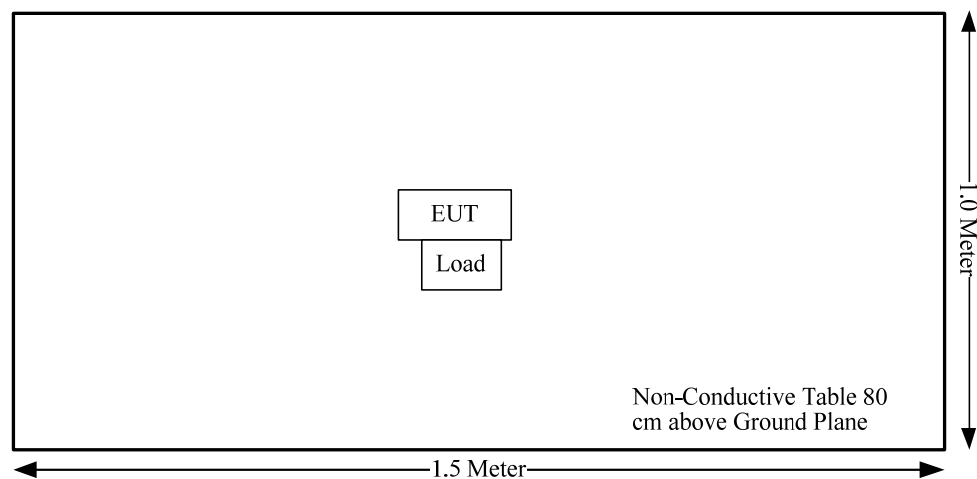 EUT
Load
Non-Conductive Table 80
cm above Ground Plane
1.0 Meter
1.5 Meter